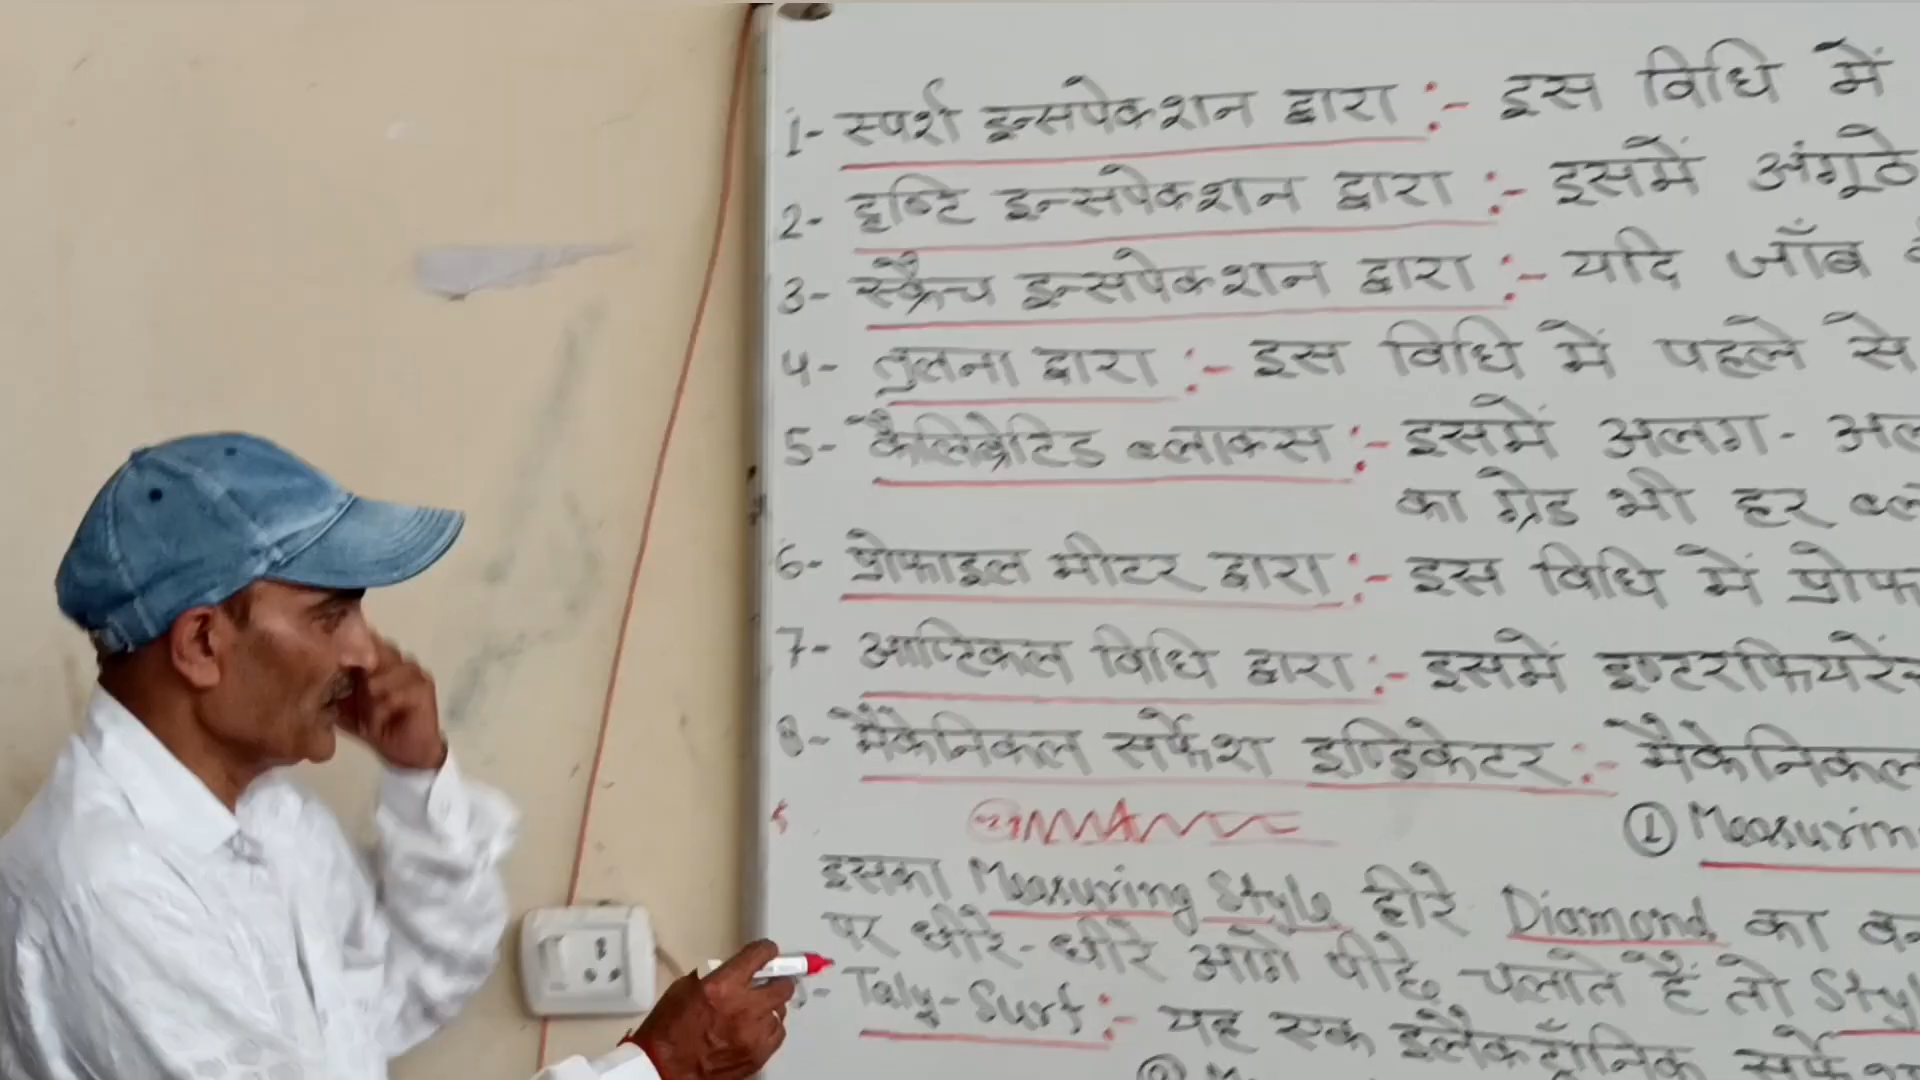 1- स्पर्श इन्सपेकशन द्वारा :- इस विधि में
2- दृष्टि इन्सपेकशन द्वारा :- इसमें अंगूठे
3- स्क्रैच इन्सपेकशन द्वारा :- यदि जाँब
4- तुलना द्वारा :- इस विधि में पहले से
5- कैलिब्रेटिड ब्लाकस :- इसमें अलग- अल
का ग्रेड भी हर ब्ल
6- प्रोफाइल मीटर द्वारा :- इस विधि में प्रोफ
7- आप्टिकल विधि द्वारा :- इसमें इण्टरफियरेन
8- मैकेनिकल सर्फेश इण्डिकेटर :- मैकेनिकल
① Measurin
इसका Measuring Style हीरे Diamond का बन
पर धीरे-धीरे आगे पीछे चलाते हैं तो Styl
- Taly-Surf :- यह एक इलैकट्रॉनिक सर्फेश